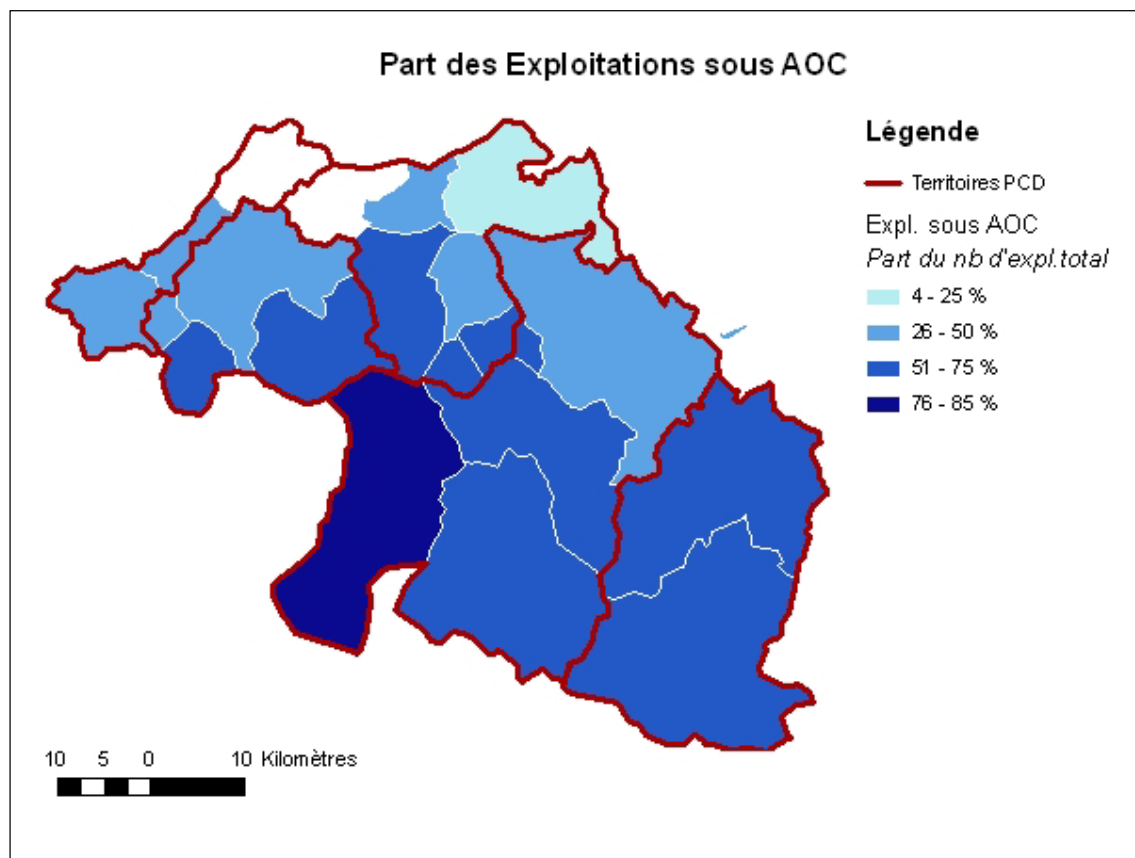 Part des Exploitations sous AOC
Légende
Territoires PCD
Expl. sous AOC
Part du nb d'expl.total
4 - 25 %
26 - 50 %
51 - 75 %
76 - 85 %
10 5 0 10 Kilomètres